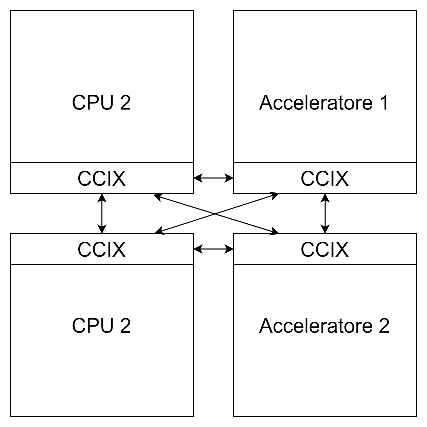 CPU 2
Acceleratore 1
CCIX
CCIX
CCIX
CCIX
CPU 2
Acceleratore 2